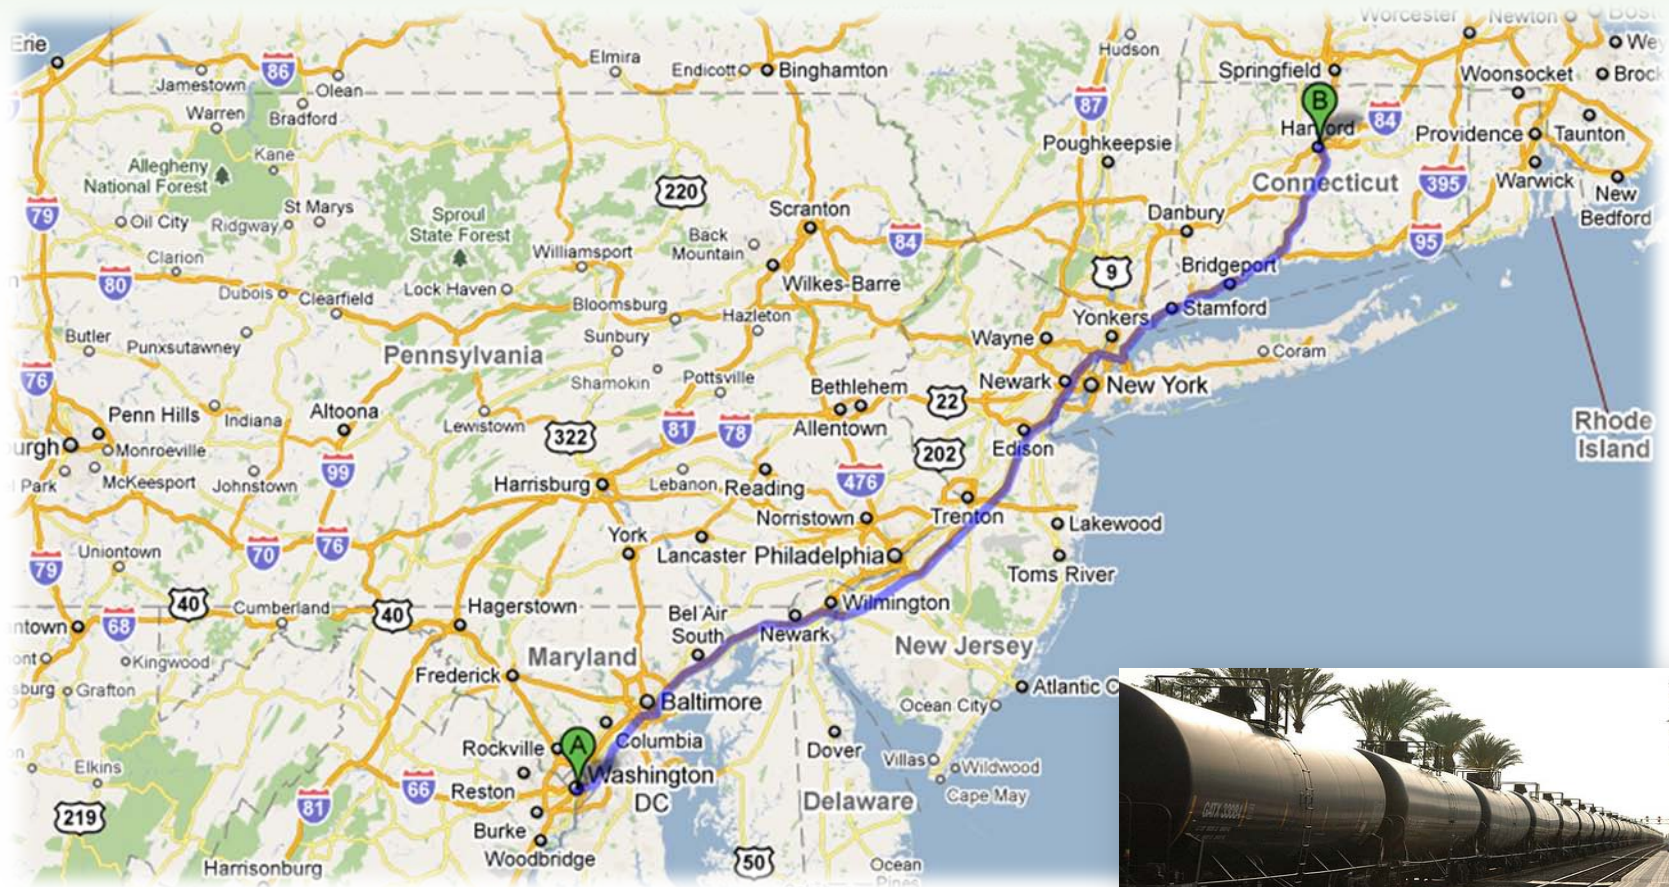 Erie
86
Jamestown
Olean
Warren
Bradford
Kane
Allegheny
National Forest
79
Oil City
Ridgway
St Marys
Clarion
80
Dubois
Clearfield
Butler
Punxsutawney
76
Penn Hills
Indiana
Altoona
Monroeville
McKeesport
Johnstown
99
Uniontown
70
76
79
40
Cumberland
40
68
Kingwood
Grafton
Elkins
219
81
66
Harrisonburg
Elmira
Endicott
Binghamton
220
Sproul
State Forest
Back
Mountain
Scranton
84
Williamsport
Lock Haven
Wilkes-Barre
Bloomsburg
Hazleton
Sunbury
Pennsylvania
Shamokin
Pottsville
Bethlehem
Lewistown
322
81
78
Allentown
22
202
Harrisburg
Lebanon
Reading
476
Norristown
Trenton
York
Lancaster
Philadelphia
Hagerstown
Bel Air
South
Newark
Wilmington
Maryland
New Jersey
Frederick
Baltimore
Rockville
A
Columbia
Washington
DC
Reston
Burke
Woodbridge
50
Dover
Delaware
Ocean City
Atlantic C
Villas
Wildwood
Cape May
Ocean
Pines
Hudson
87
Springfield
B
Hartford
84
Worcester
Newton
Woonsocket
Providence
Taunton
Poughkeepsie
Connecticut
395
Warwick
New
Bedford
Danbury
95
9
Bridgeport
Stamford
Yonkers
Wayne
Coram
Newark
New York
Edison
Rhode
Island
Lakewood
Toms River